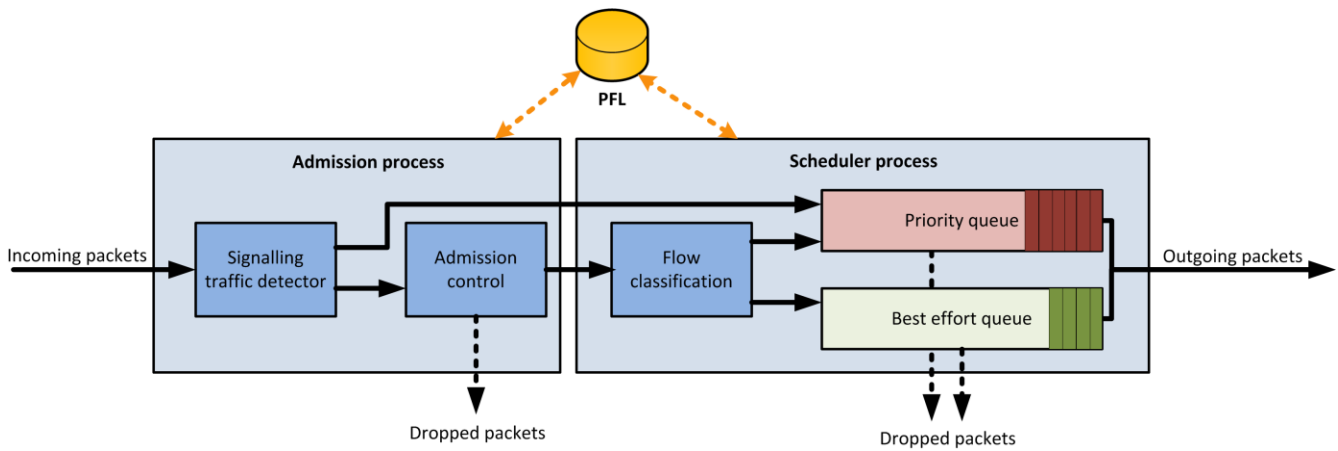 PFL
Admission process
Scheduler process
Incoming packets
Signalling
traffic detector
Admission
control
Flow
classification
Priority queue
Best effort queue
Outgoing packets
Dropped packets
Dropped packets